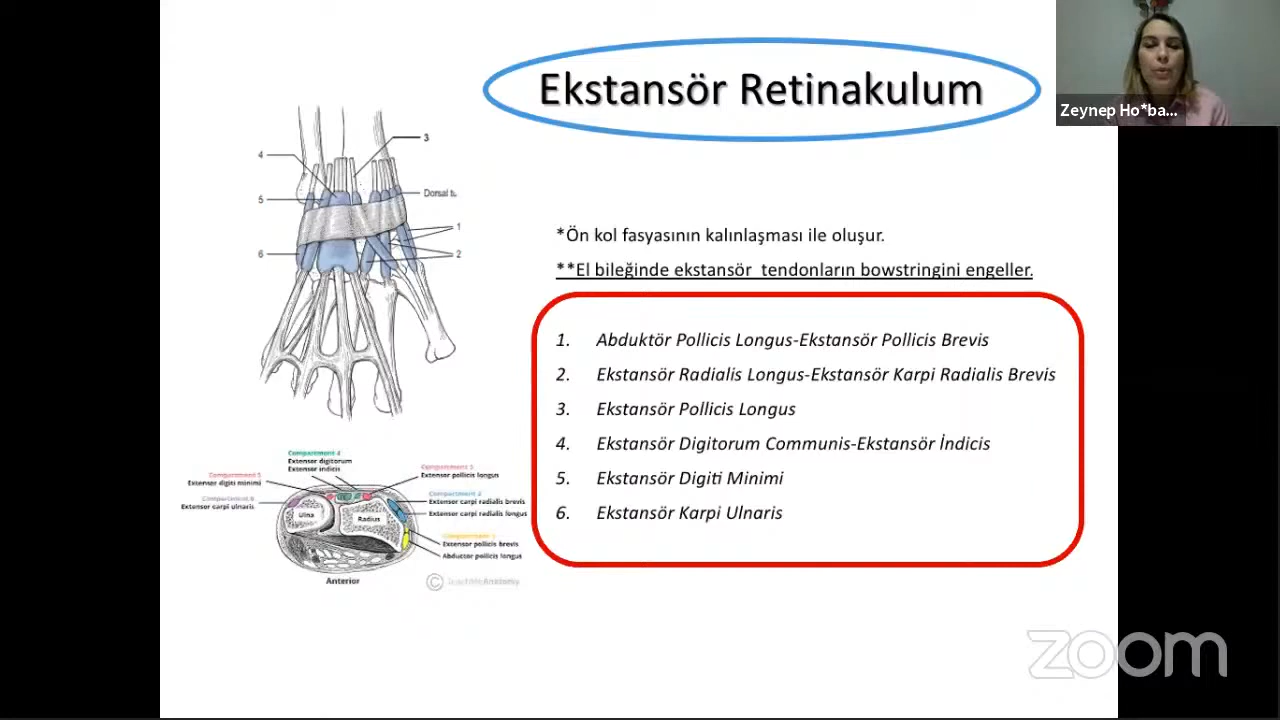 Ekstansör Retinakulum
Zeynep Ho*ba...
3
4
5
Dorsal t.
1
6
2
*Ön kol fasyasının kalınlaşması ile oluşur.
**El bileğinde ekstansör tendonların bowstringini engeller.
1. Abduktör Pollicis Longus-Ekstansör Pollicis Brevis
2. Ekstansör Radialis Longus-Ekstansör Karpi Radialis Brevis
3. Ekstansör Pollicis Longus
4. Ekstansör Digitorum Communis-Ekstansör İndicis
5. Ekstansör Digiti Minimi
6. Ekstansör Karpi Ulnaris
Compartment 4
Extensor digitorum
Extensor indicis
Compartment 5
Extensor digiti minimi
Compartment 3
Extensor pollicis longus
Compartment 6
Extensor carpi ulnaris
Compartment 2
Extensor carpi radialis brevis
Extensor carpi radialis longus
Ulna
Radius
Compartment 1
Extensor pollicis brevis
Abductor pollicis longus
Anterior
© TeachMeAnatomy
zoom